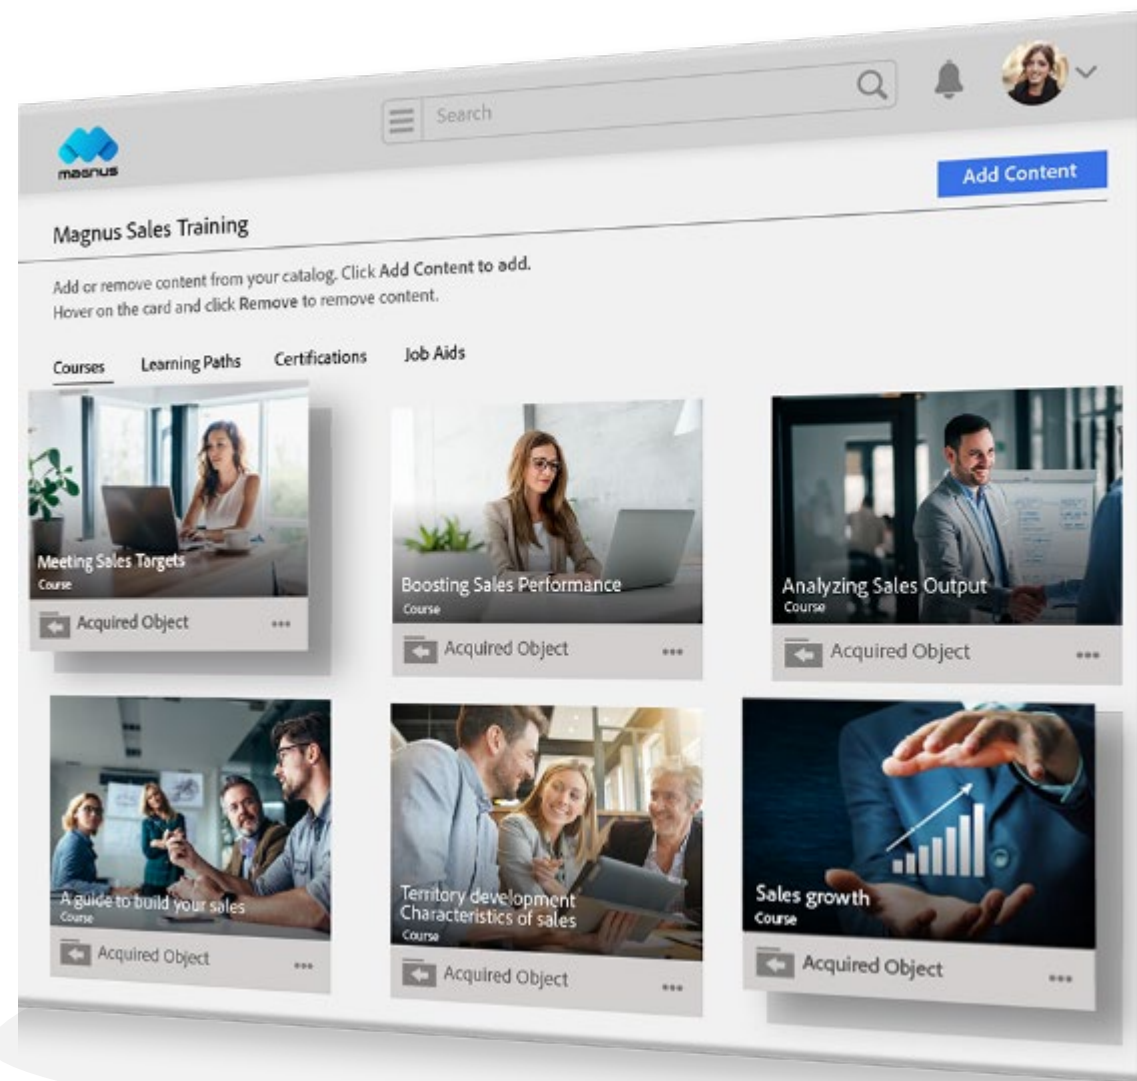 Search
magnus
Add Content
Magnus Sales Training
Add or remove content from your catalog. Click Add Content to add.
Hover on the card and click Remove to remove content.
Courses Learning Paths Certifications Job Aids
Meeting Sales Targets
Course
Acquired Object
Boosting Sales Performance
Course
Acquired Object
Analyzing Sales Output
Course
Acquired Object
A guide to build your sales
Course
Acquired Object
Territory development
Characteristics of sales
Course
Acquired Object
Sales growth
Course
Acquired Object